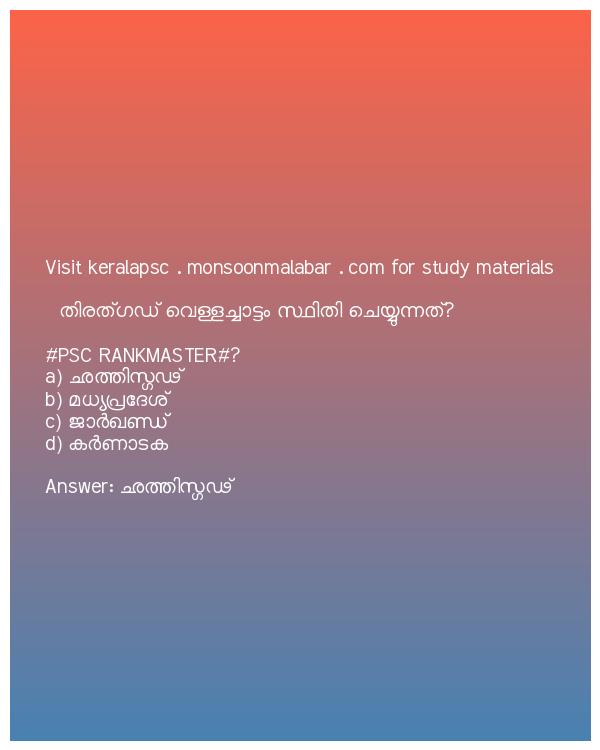 Visit keralapsc . monsoonmalabar . com for study materials
തിരത്ഗഡ് വെള്ളച്ചാട്ടം സ്ഥിതി ചെയ്യുന്നത്?
#PSC RANKMASTER#?
a) ഛത്തിസ്ഗഢ്
b) മധ്യപ്രദേശ്
c) ജാർഖണ്ഡ്
d) കർണാടക
Answer: ഛത്തിസ്ഗഢ്